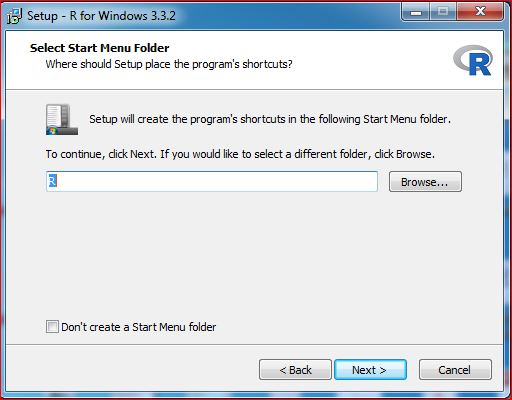 Setup - R for Windows 3.3.2
Select Start Menu Folder
Where should Setup place the program's shortcuts?
R
Setup will create the program's shortcuts in the following Start Menu folder.
To continue, click Next. If you would like to select a different folder, click Browse.
R
Browse...
Don't create a Start Menu folder
< Back
Next >
Cancel